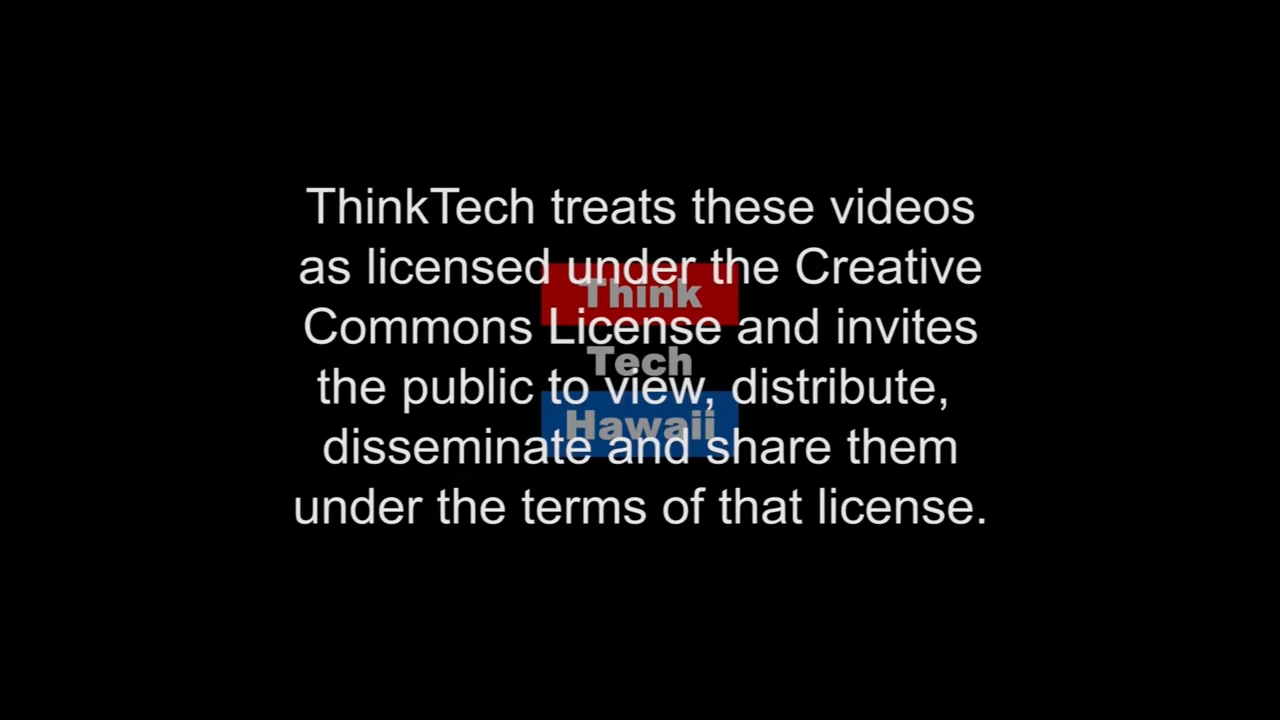 ThinkTech treats these videos
as licensed under the Creative
Think
Commons License and invites
Tech
the public to view, distribute,
Hawaii
disseminate and share them
under the terms of that license.